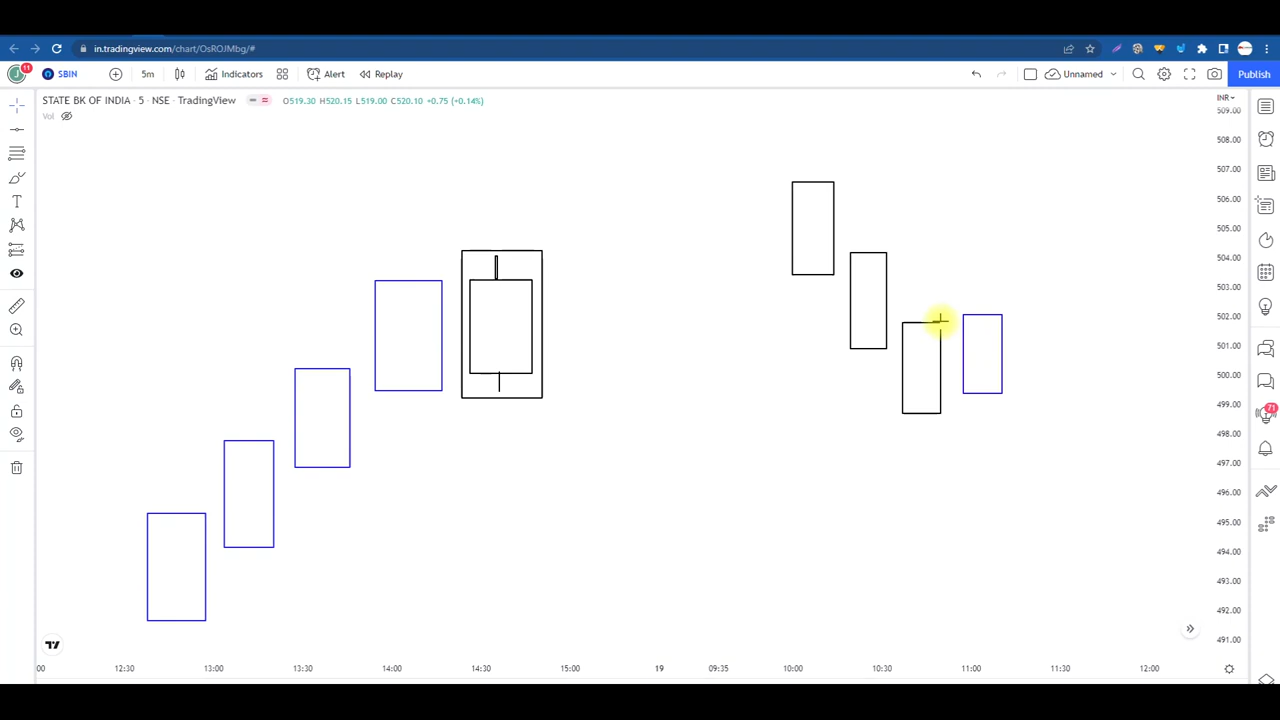 in.tradingview.com/chart/OsROJMbg/#
11
SBIN
5m
Indicators
Alert
Replay
Unnamed
Publish
STATE BK OF INDIA · 5 · NSE · TradingView
O519.30 H520.15 L519.00 C520.10 +0.75 (+0.14%)
INR
Vol
509.00
508.00
507.00
506.00
505.00
504.00
503.00
502.00
501.00
500.00
499.00
498.00
497.00
496.00
495.00
494.00
493.00
492.00
491.00
71
:00
12:30
13:00
13:30
14:00
14:30
15:00
19
09:35
10:00
10:30
11:00
11:30
12:00